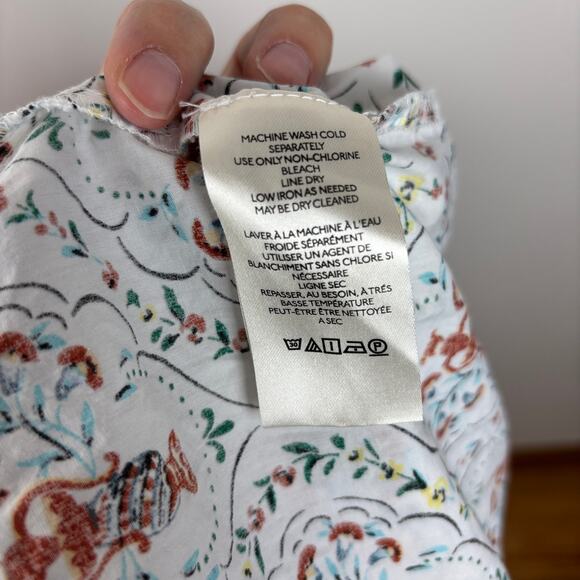 MACHINE WASH COLD
SEPARATELY
USE ONLY NON-CHLORINE
BLEACH
LINE DRY
LOW IRON AS NEEDED
MAY BE DRY CLEANED
LAVER À LA MACHINE À L'EAU
FROIDE SÉPARÉMENT
UTILISER UN AGENT DE
BLANCHIMENT SANS CHLORE SI
NÉCESSAIRE
LIGNE SEC
REPASSER, AU BESOIN, À TRÉS
BASSE TEMPÉRATURE
PEUT-ÊTRE ÊTRE NETTOYÉE
A SEC
30 P